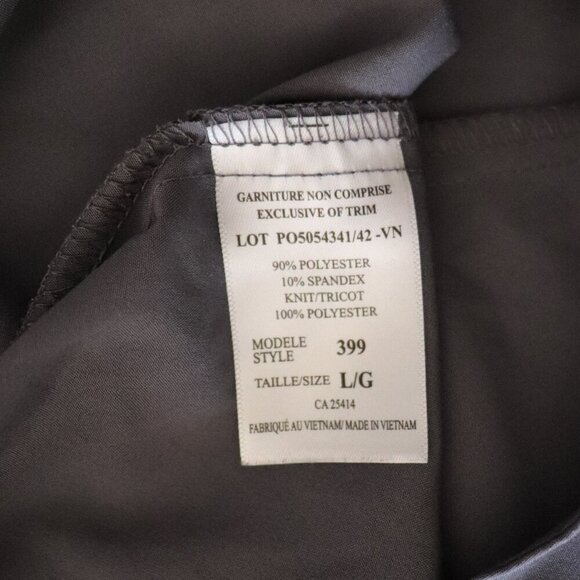 GARNITURE NON COMPRISE
EXCLUSIVE OF TRIM
LOT PO5054341/42 -VN
90% POLYESTER
10% SPANDEX
KNIT/TRICOT
100% POLYESTER
MODELE
STYLE 399
TAILLE/SIZE L/G
CA 25414
FABRIQUÉ AU VIETNAM/ MADE IN VIETNAM